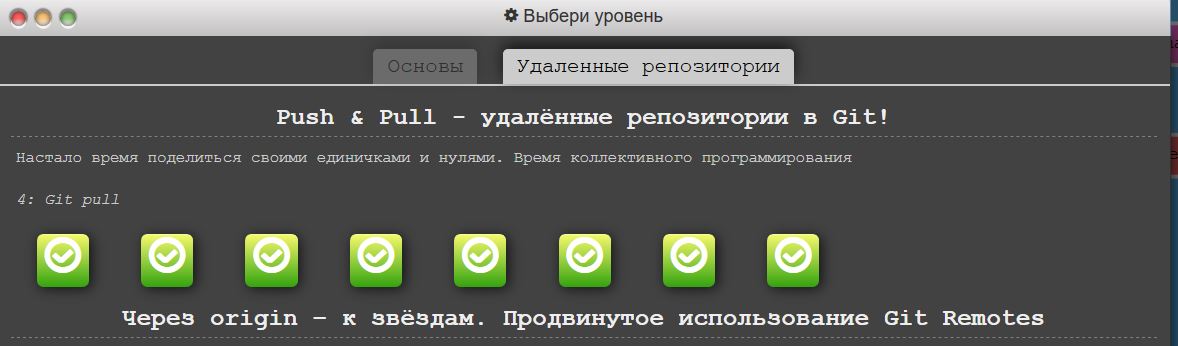 Выбери уровень
Основы
Удаленные репозитории
Push & Pull - удалённые репозитории в Git!
Настало время поделиться своими единичками и нулями. Время коллективного программирования
4: Git pull
Через origin – к звёздам. Продвинутое использование Git Remotes